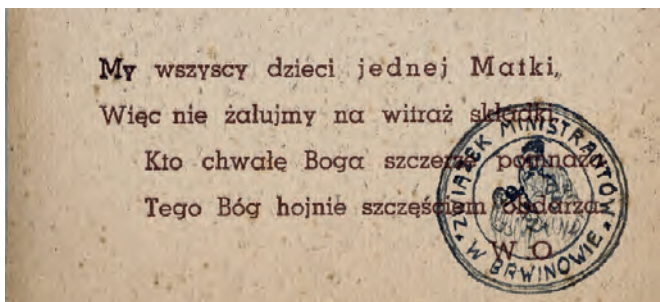 My wszyscy dzieci jednej Matki,
Więc nie żałujmy na witraż składki
Kto chwałę Boga szczerze pomnaża
Tego Bóg hojnie szczęściem obdarza.
W O
ZWIĄZEK MINISTRANTÓW
W BRWINOWIE